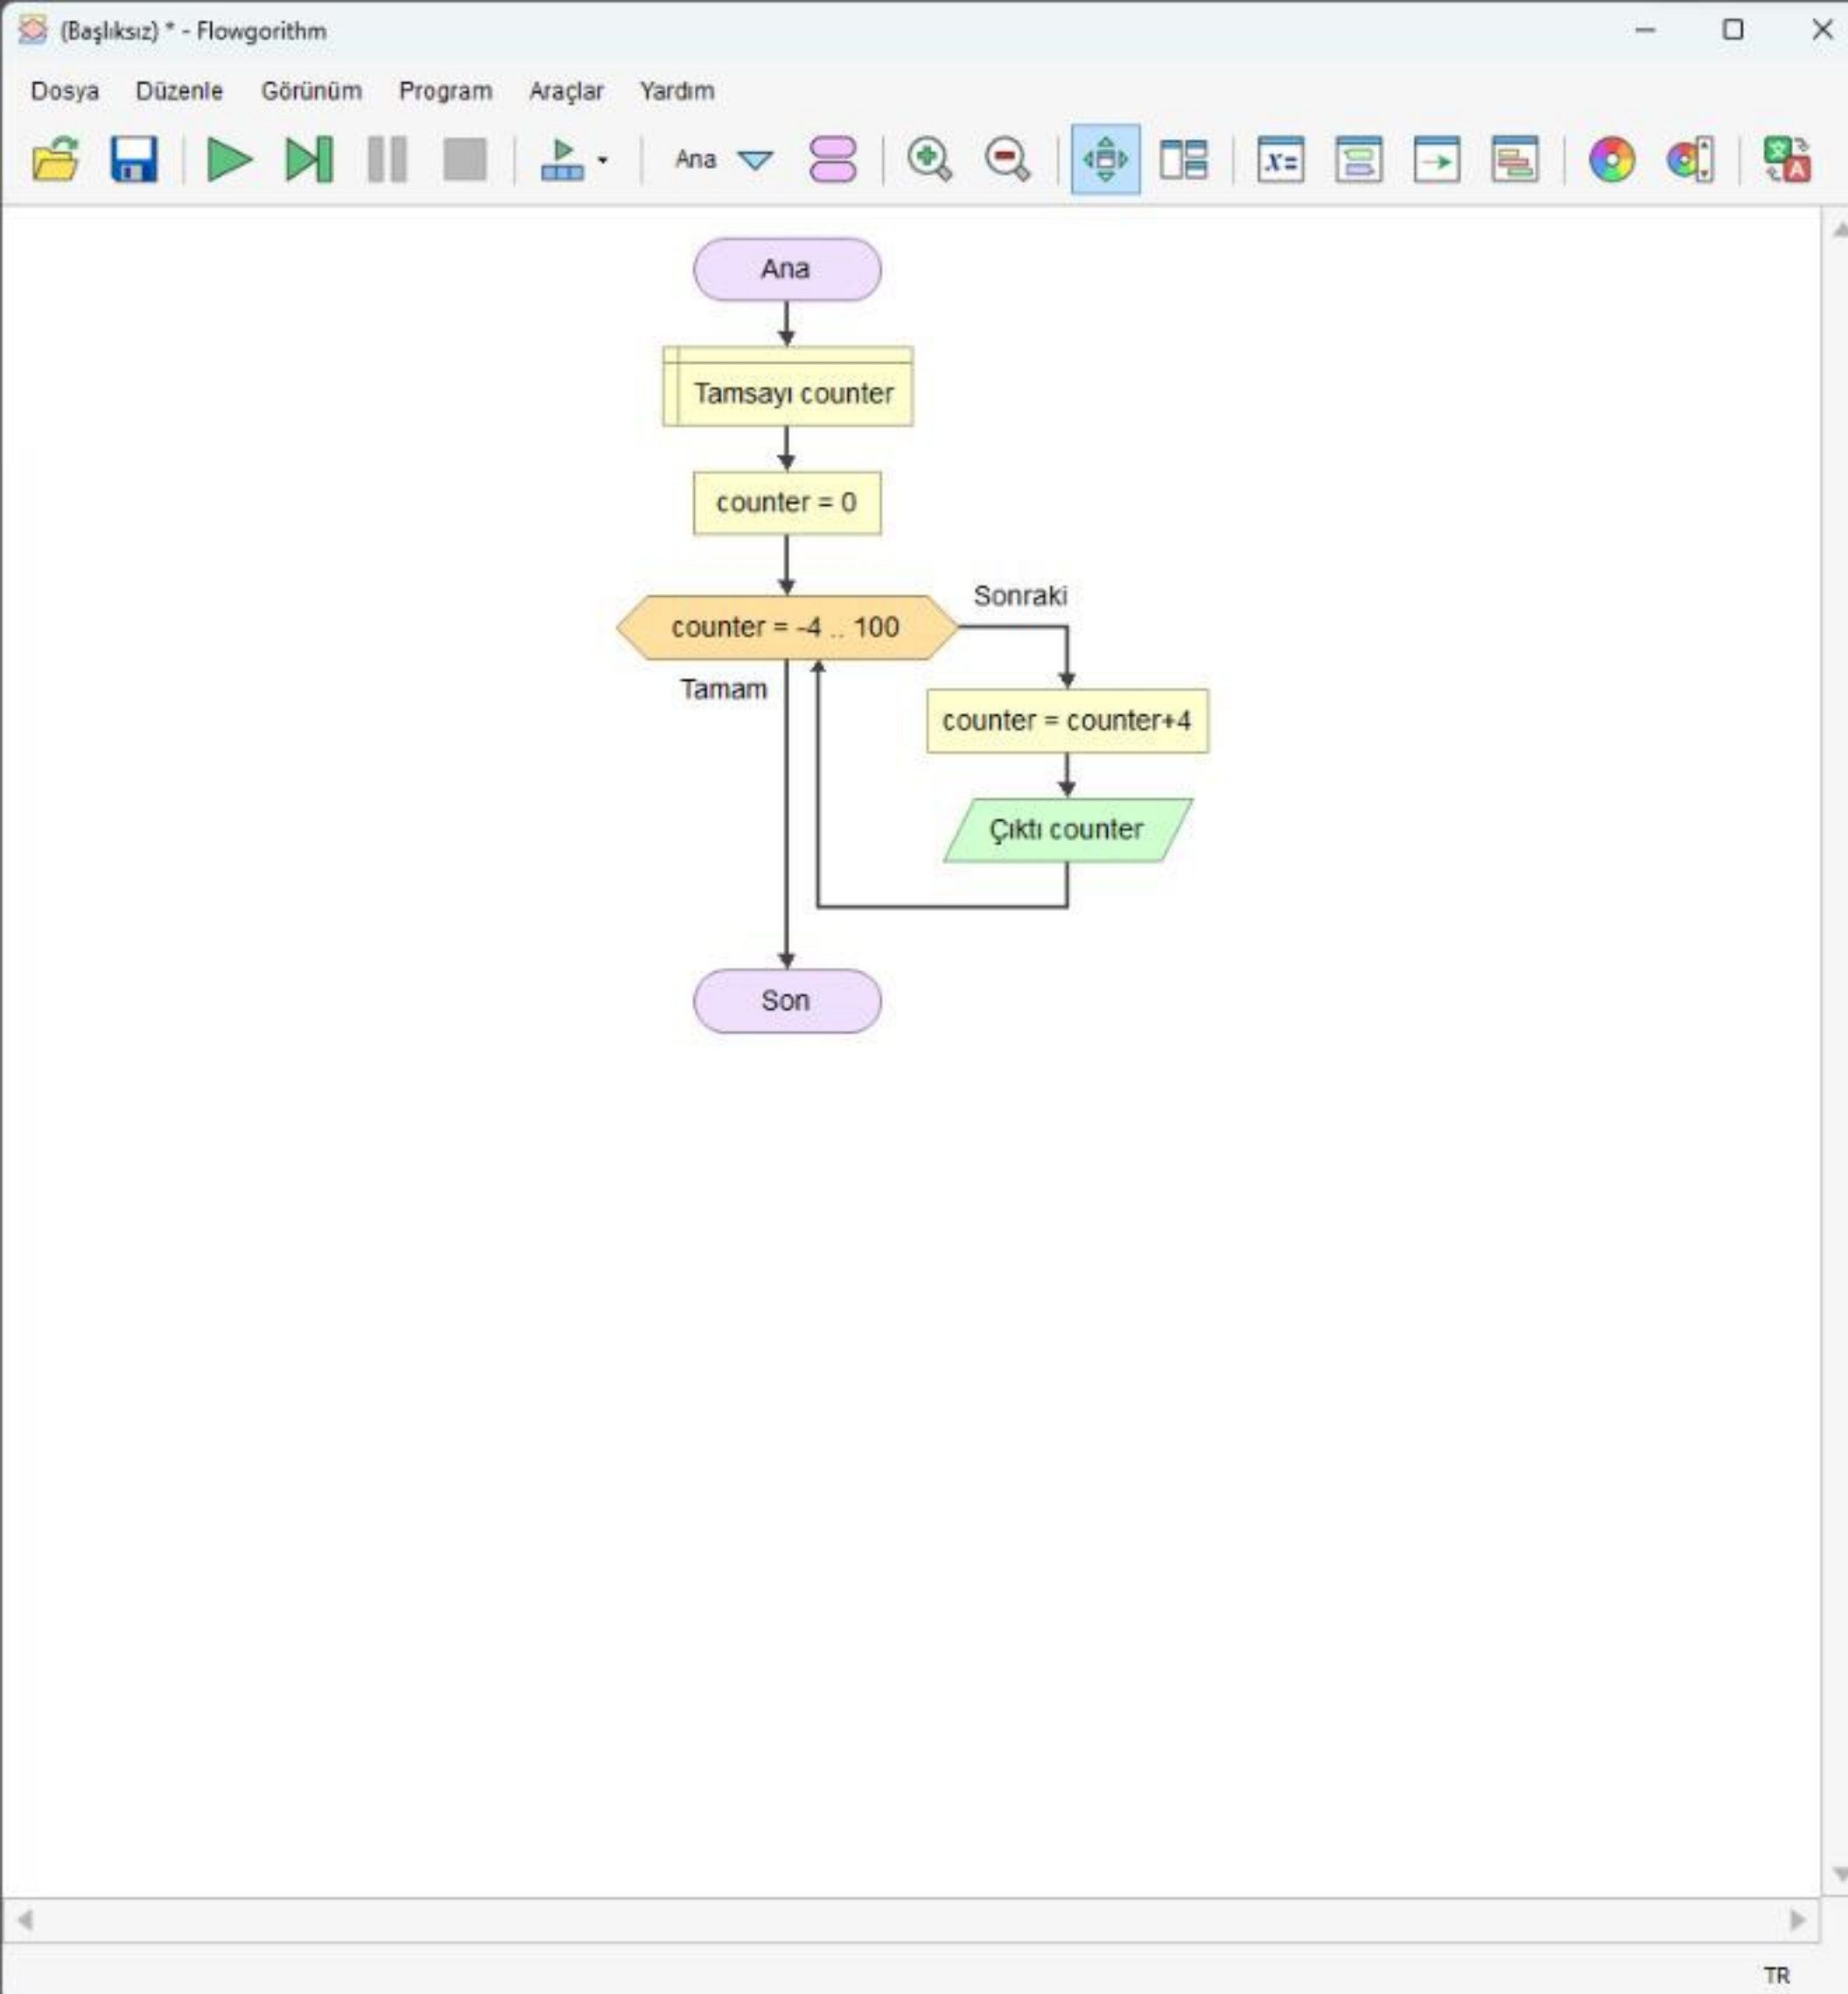 (Başlıksız) * - Flowgorithm
Dosya Düzenle Görünüm Program Araçlar Yardım
Ana x= 文 A
Ana
Tamsayı counter
counter = 0
Sonraki
counter = -4 .. 100
Tamam
counter = counter+4
Çıktı counter
Son
TR